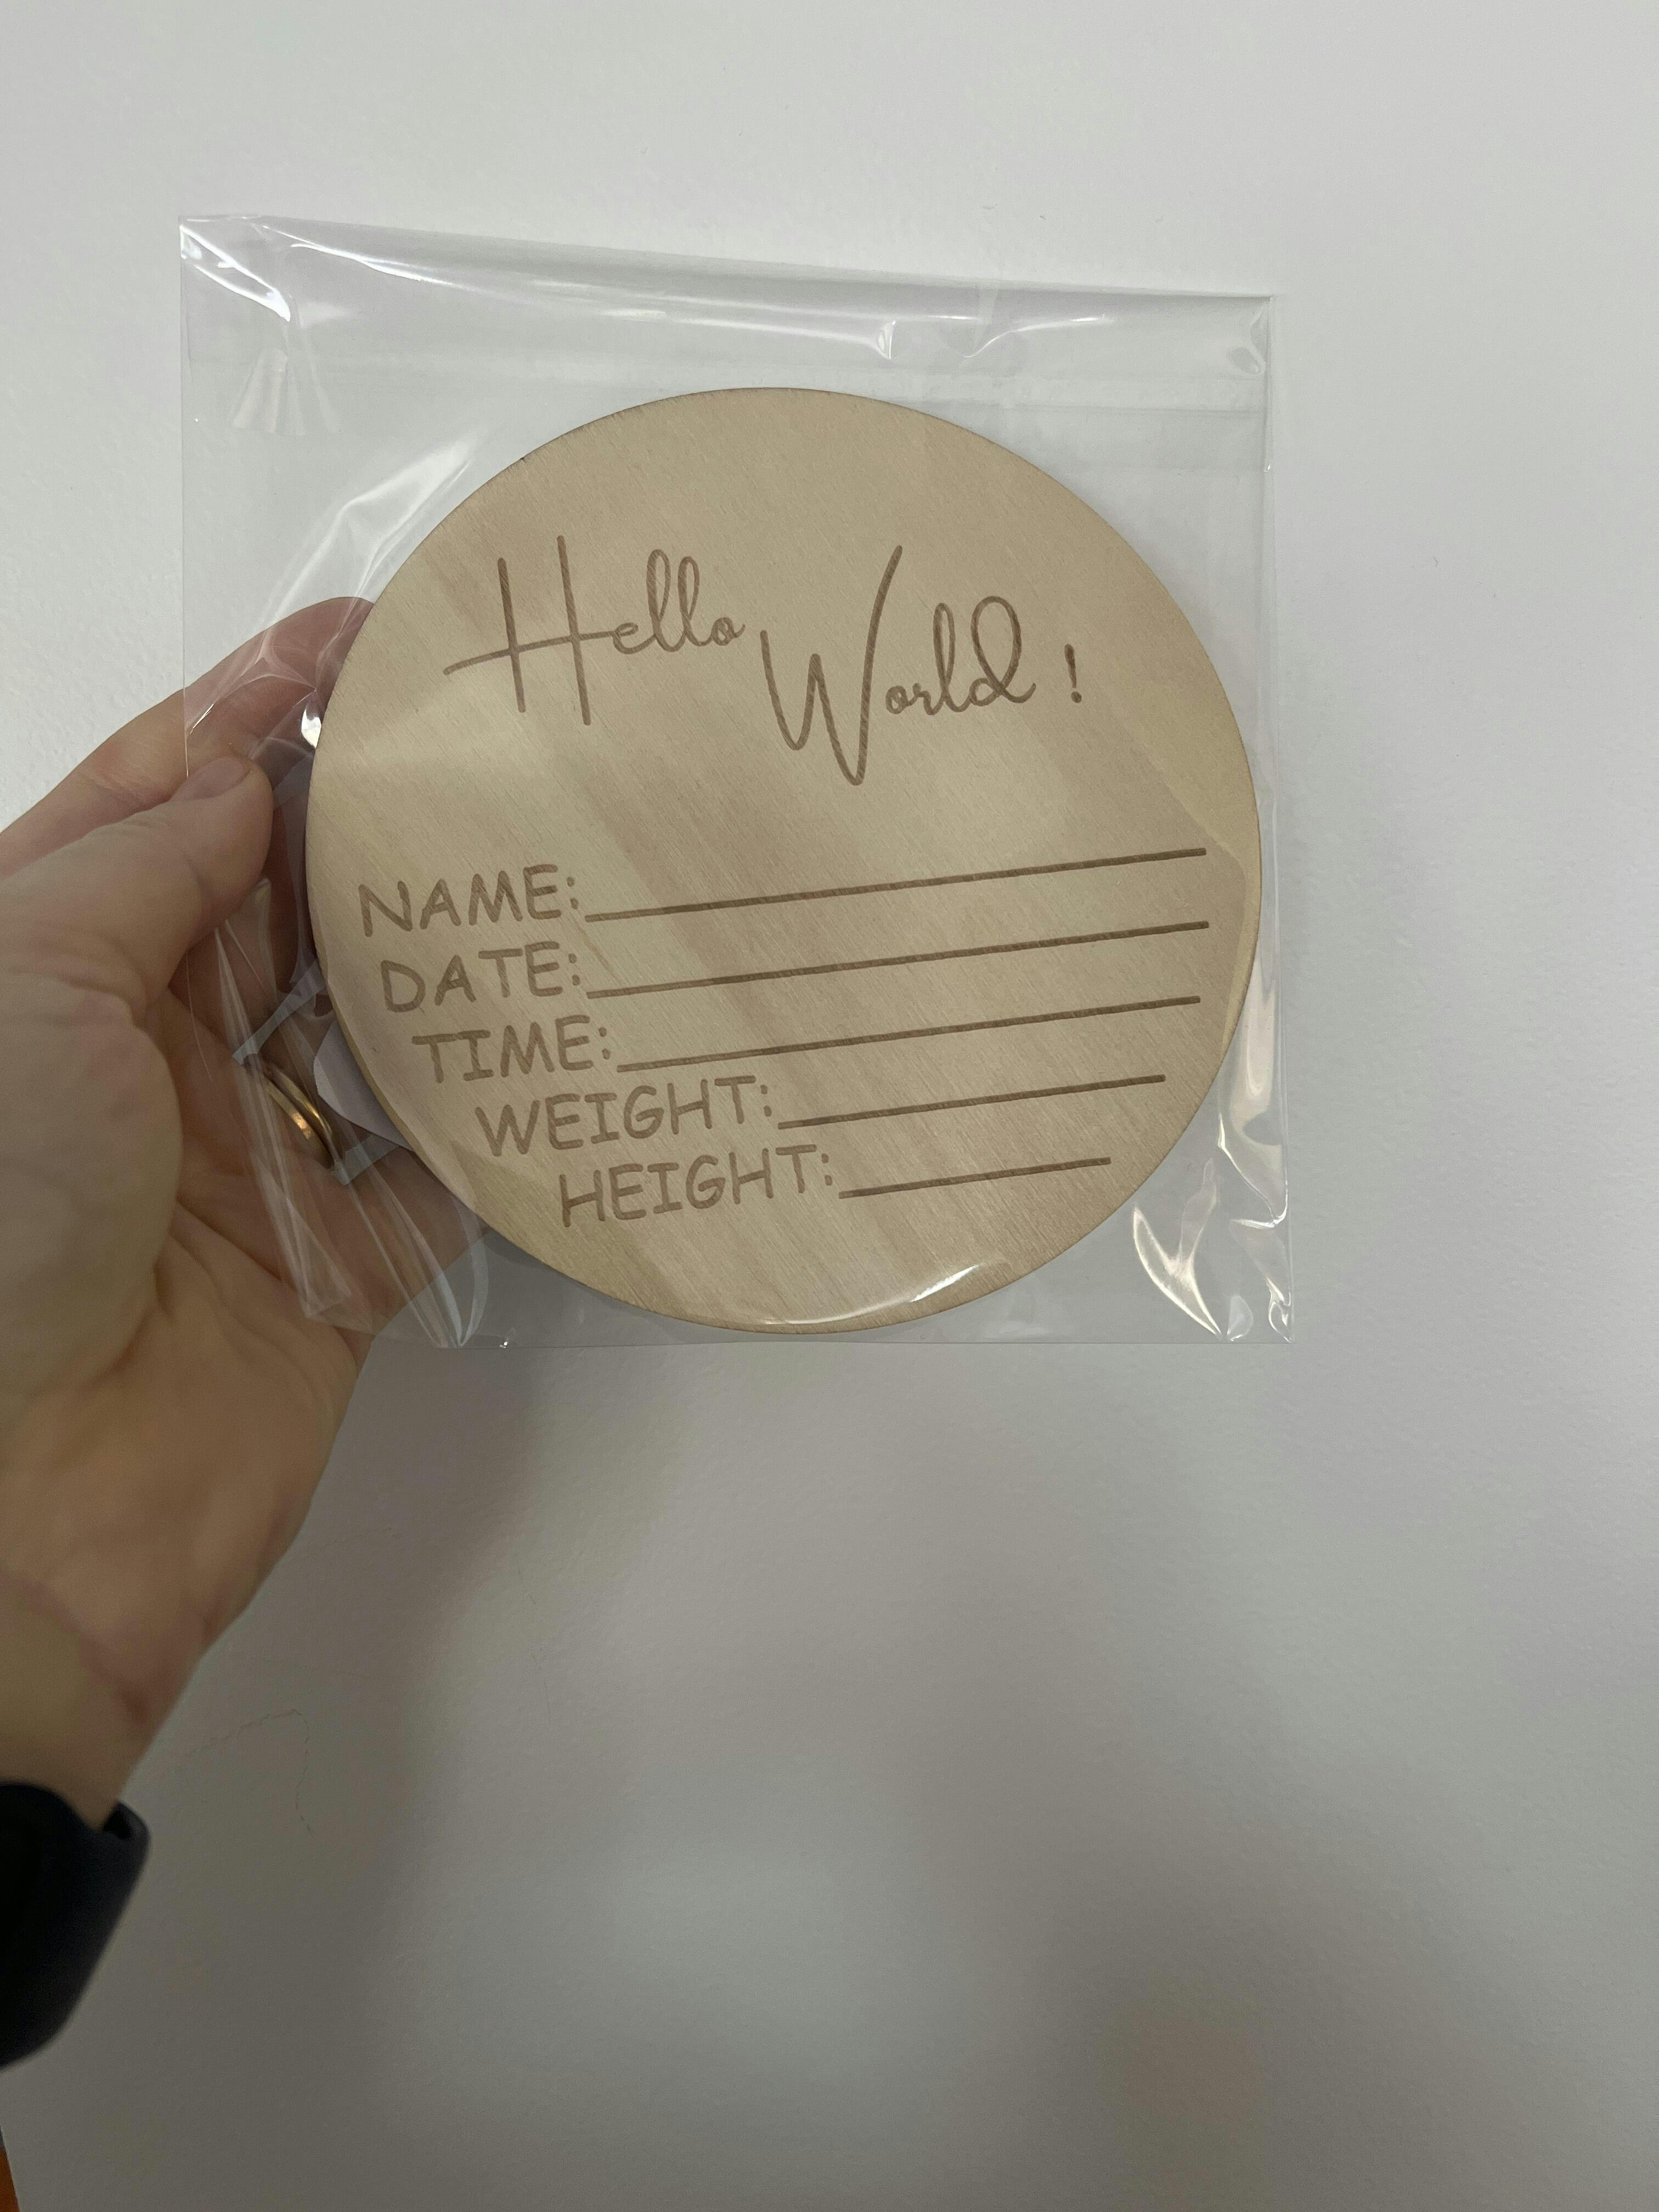 Hello World !
NAME:
DATE:
TIME:
WEIGHT:
HEIGHT: